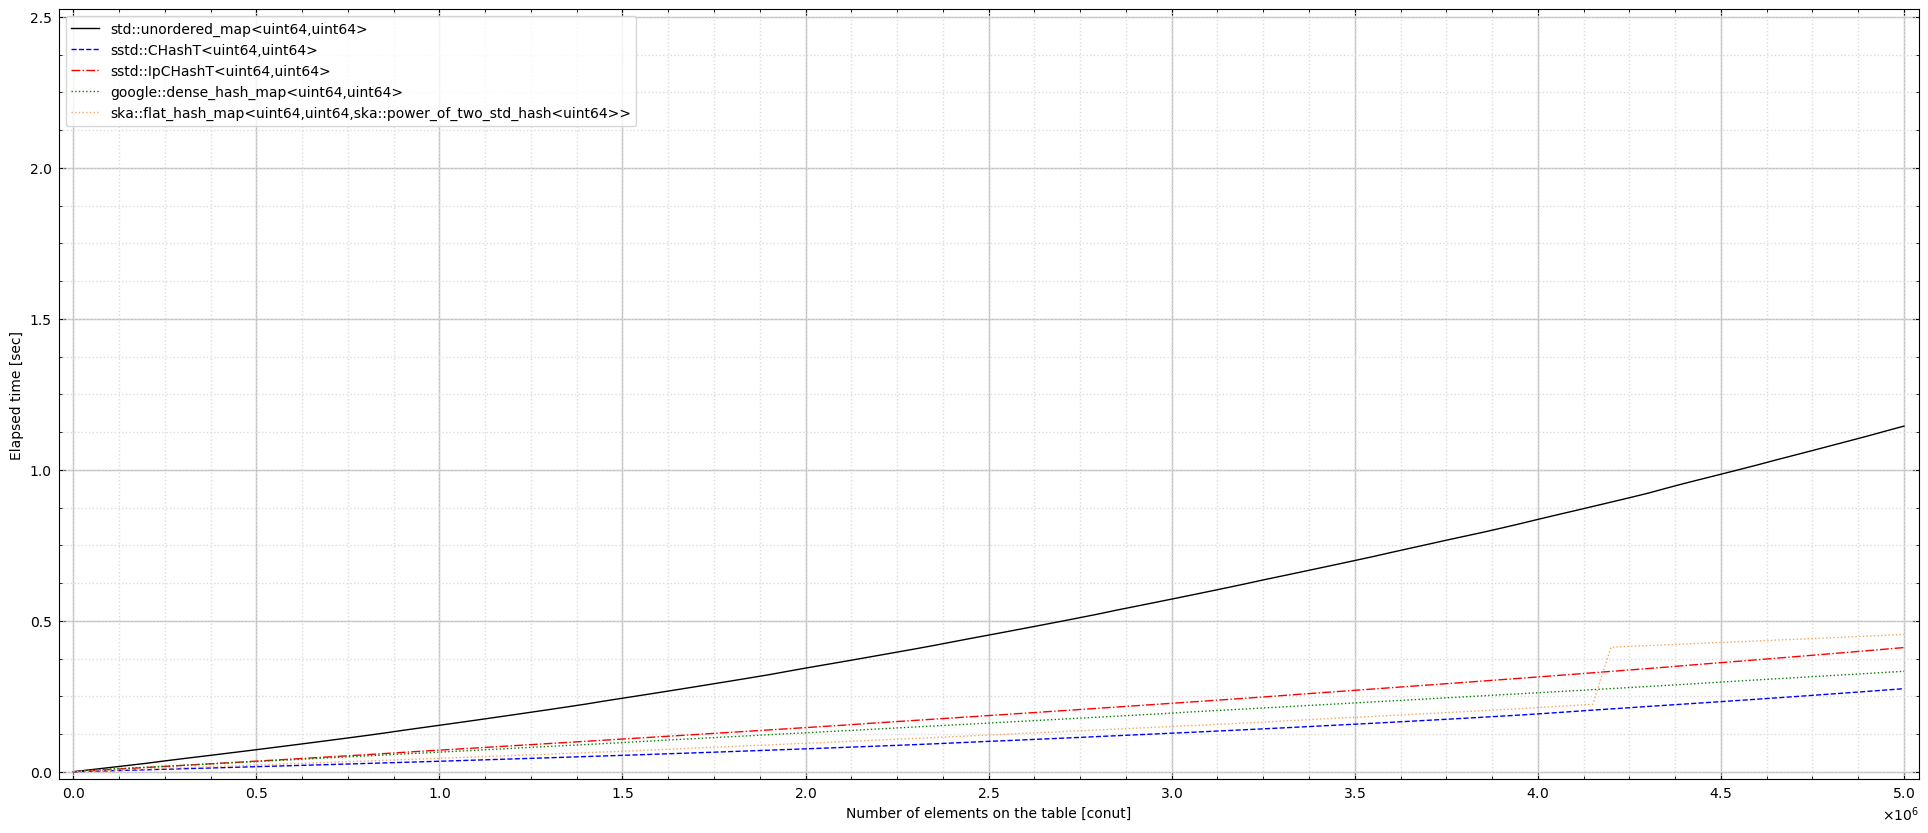 std::unordered_map<uint64,uint64>
sstd::CHashT<uint64,uint64>
sstd::IpCHashT<uint64,uint64>
google::dense_hash_map<uint64,uint64>
ska::flat_hash_map<uint64,uint64,ska::power_of_two_std_hash<uint64>>
2.5
2.0
1.5
1.0
0.5
0.0
Elapsed time [sec]
0.0 0.5 1.0 1.5 2.0 2.5 3.0 3.5 4.0 4.5 5.0
×10⁶
Number of elements on the table [conut]